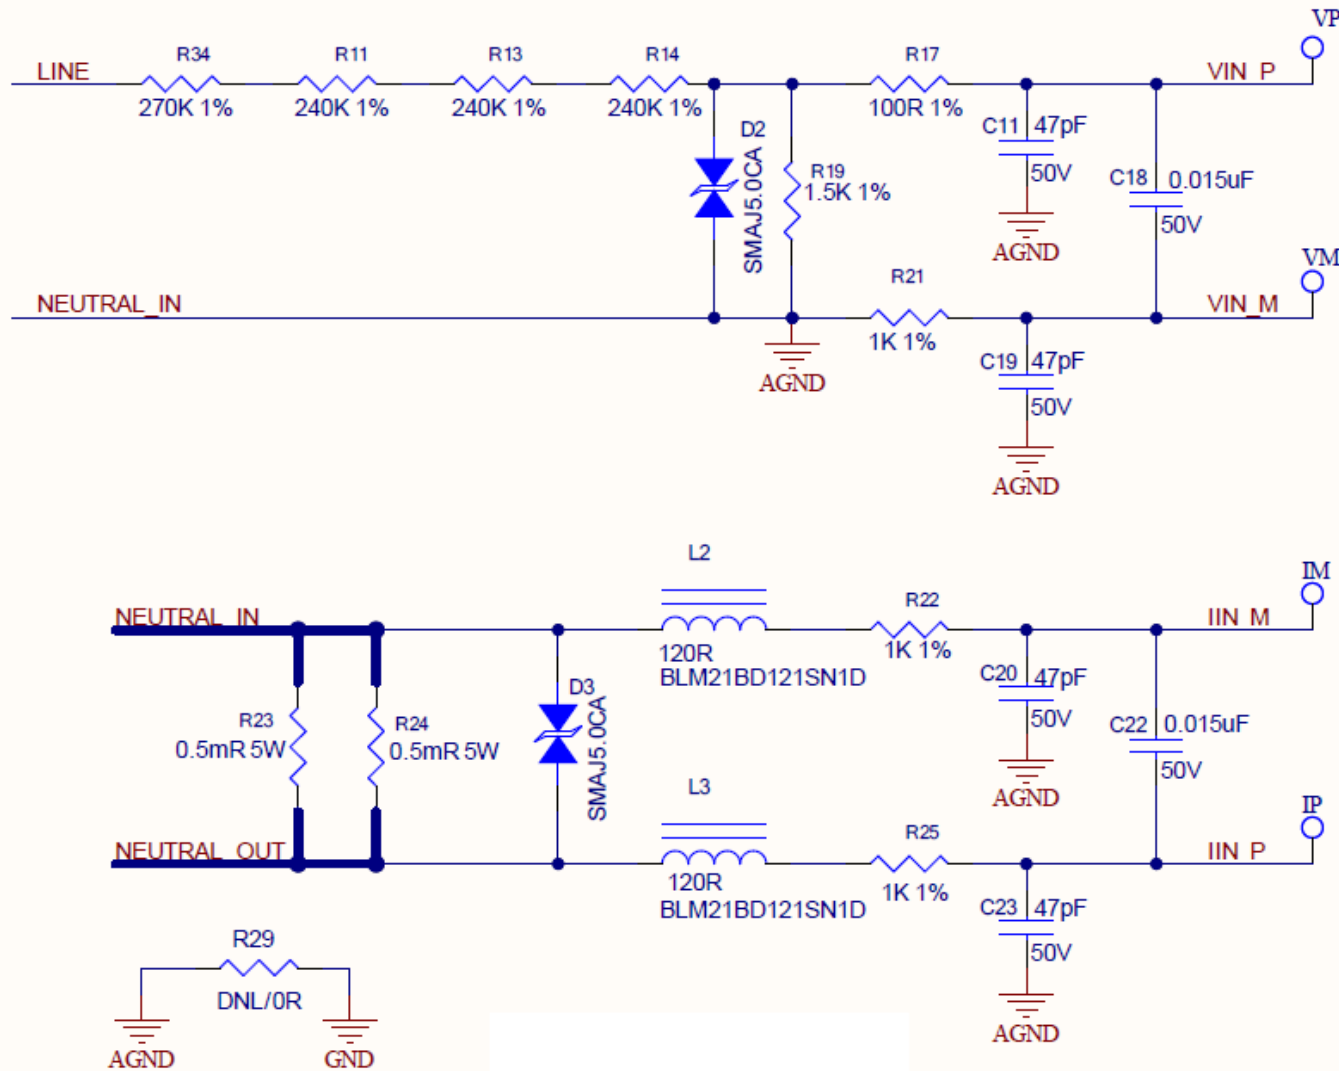 VP
R34
R11
R13
R14
R17
LINE
VIN_P
270K 1%
240K 1%
240K 1%
240K 1%
100R 1%
D2
SMAJ5.0CA
R19
1.5K 1%
C11
47pF
50V
AGND
C18
0.015uF
50V
VM
R21
NEUTRAL_IN
VIN_M
1K 1%
AGND
C19
47pF
50V
AGND
L2
IM
NEUTRAL_IN
R22
IIN_M
120R
BLM21BD121SN1D
1K 1%
R23
0.5mR 5W
R24
0.5mR 5W
D3
SMAJ5.0CA
C20
47pF
50V
AGND
C22
0.015uF
50V
L3
IP
NEUTRAL_OUT
R25
IIN_P
120R
BLM21BD121SN1D
1K 1%
C23
47pF
50V
AGND
R29
DNL/0R
AGND
GND